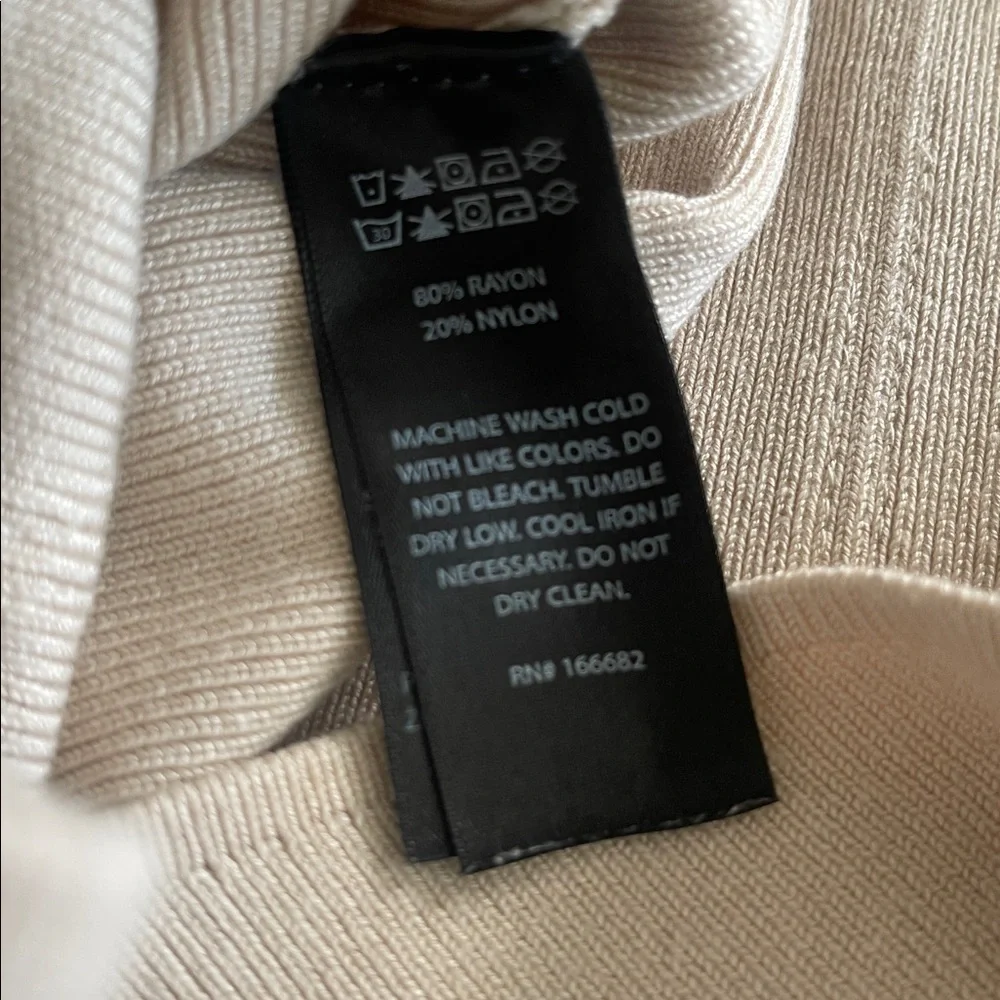 30
80% RAYON
20% NYLON
MACHINE WASH COLD
WITH LIKE COLORS. DO
NOT BLEACH. TUMBLE
DRY LOW. COOL IRON IF
NECESSARY. DO NOT
DRY CLEAN.
RN# 166682